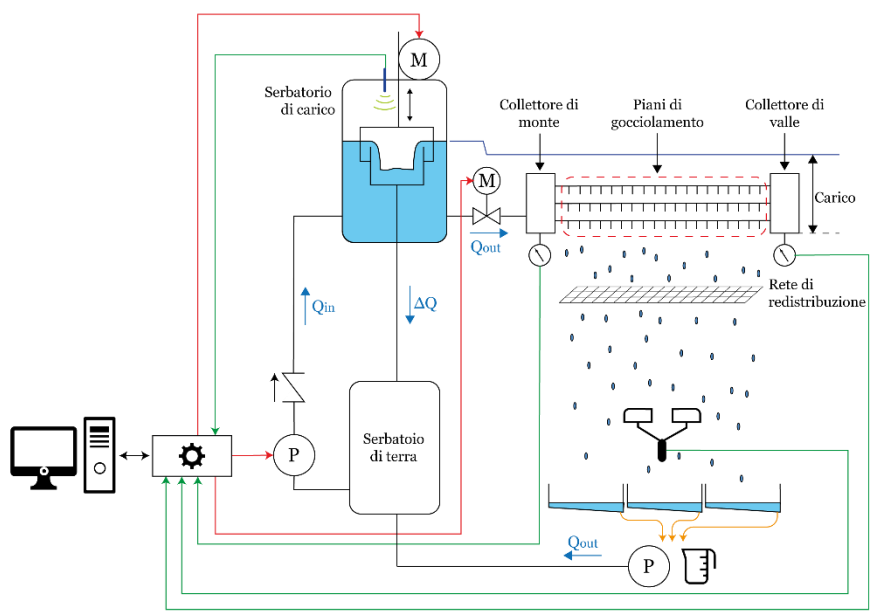 M
Serbatorio
di carico
Collettore di
monte
Piani di
gocciolamento
Collettore di
valle
M
Carico
Qout
Rete di
redistribuzione
Qin
ΔQ
Serbatoio
di terra
P
Qout
P